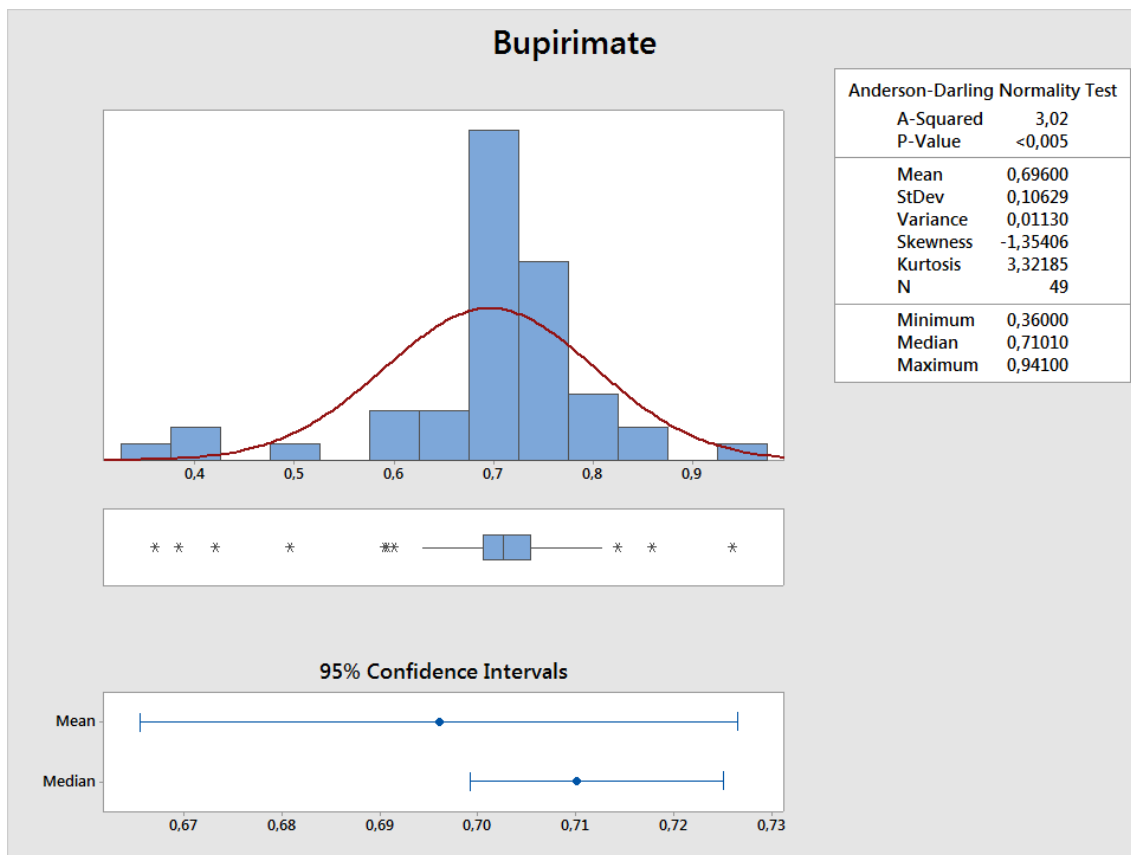 Bupirimate
Anderson-Darling Normality Test
A-Squared 3,02
P-Value <0,005
Mean 0,69600
StDev 0,10629
Variance 0,01130
Skewness -1,35406
Kurtosis 3,32185
N 49
Minimum 0,36000
Median 0,71010
Maximum 0,94100
0,4 0,5 0,6 0,7 0,8 0,9
95% Confidence Intervals
Mean
Median
0,67 0,68 0,69 0,70 0,71 0,72 0,73